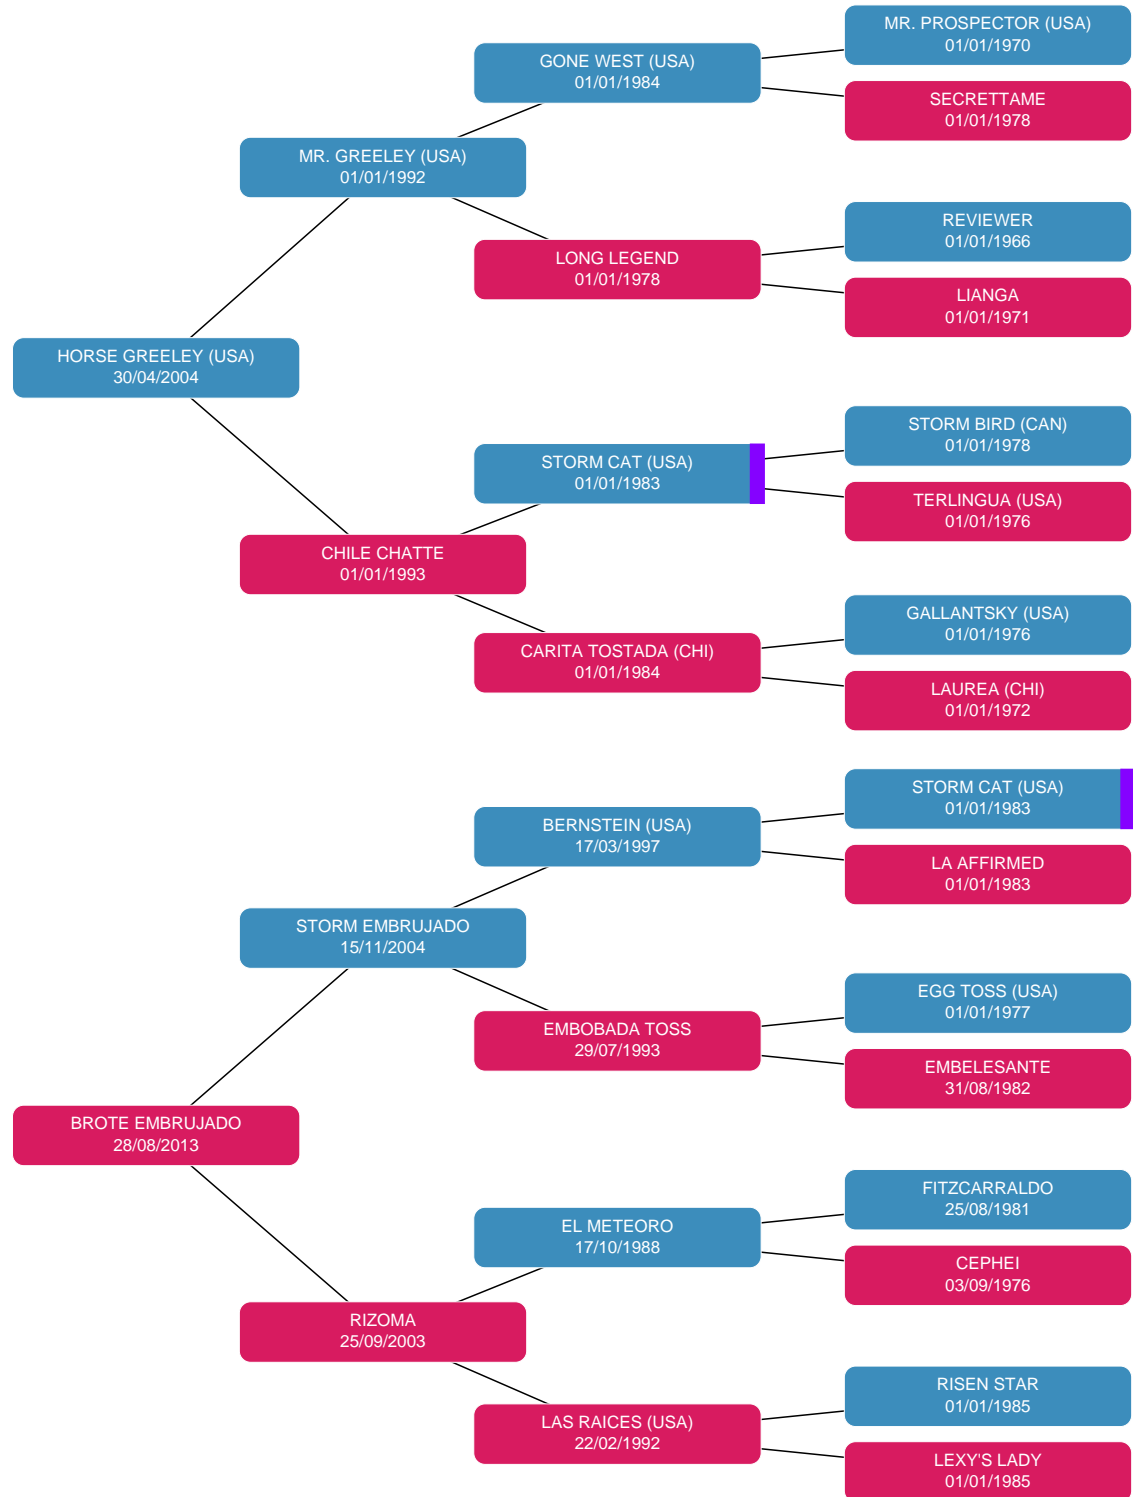 MR. PROSPECTOR (USA)
01/01/1970
GONE WEST (USA)
01/01/1984
SECRETTAME
01/01/1978
MR. GREELEY (USA)
01/01/1992
REVIEWER
01/01/1966
LONG LEGEND
01/01/1978
LIANGA
01/01/1971
HORSE GREELEY (USA)
30/04/2004
STORM BIRD (CAN)
01/01/1978
STORM CAT (USA)
01/01/1983
TERLINGUA (USA)
01/01/1976
CHILE CHATTE
01/01/1993
GALLANTSKY (USA)
01/01/1976
CARITA TOSTADA (CHI)
01/01/1984
LAUREA (CHI)
01/01/1972
STORM CAT (USA)
01/01/1983
BERNSTEIN (USA)
17/03/1997
LA AFFIRMED
01/01/1983
STORM EMBRUJADO
15/11/2004
EGG TOSS (USA)
01/01/1977
EMBOBADA TOSS
29/07/1993
EMBELESANTE
31/08/1982
BROTE EMBRUJADO
28/08/2013
FITZCARRALDO
25/08/1981
EL METEORO
17/10/1988
CEPHEI
03/09/1976
RIZOMA
25/09/2003
RISEN STAR
01/01/1985
LAS RAICES (USA)
22/02/1992
LEXY'S LADY
01/01/1985